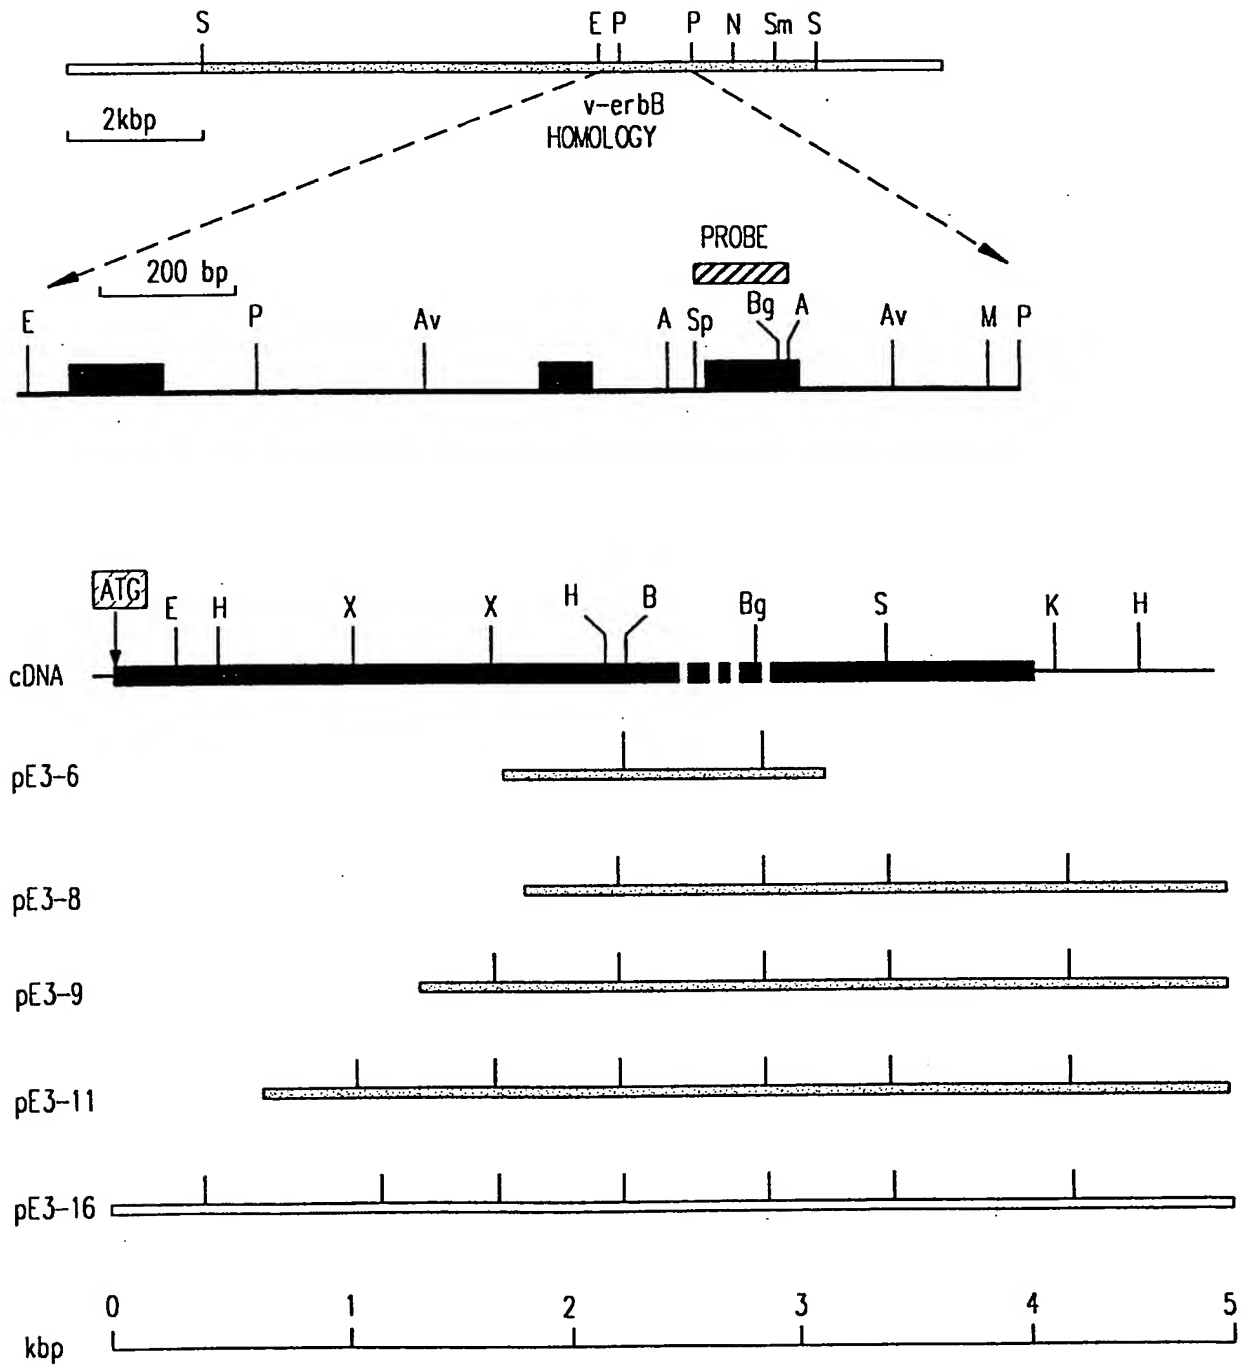 S E P P N Sm S
2kbp
v-erbB
HOMOLOGY
PROBE
200 bp
E P Av A Sp Bg A Av M P
ATG
E H X X H B Bg S K H
cDNA
pE3-6
pE3-8
pE3-9
pE3-11
pE3-16
0 1 2 3 4 5
kbp